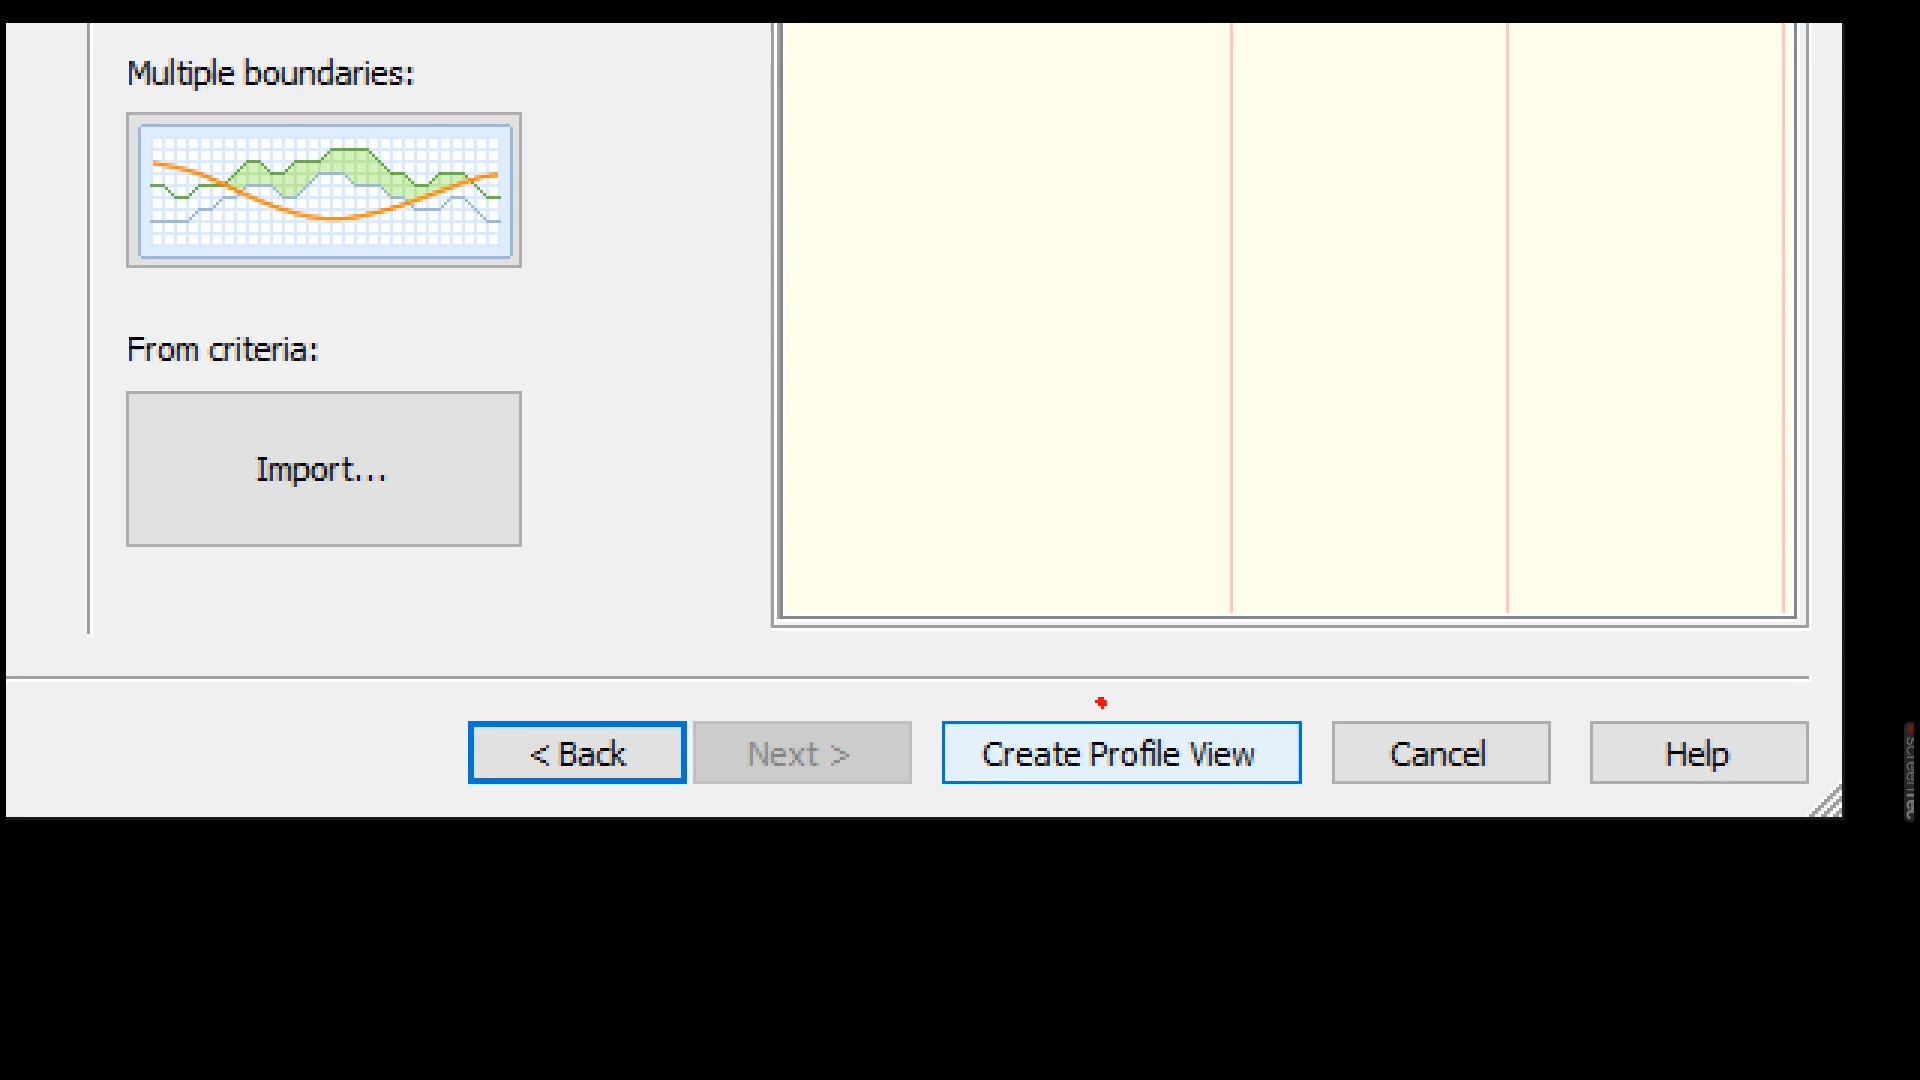 Multiple boundaries:
From criteria:
Import...
< Back
Next >
Create Profile View
Cancel
Help